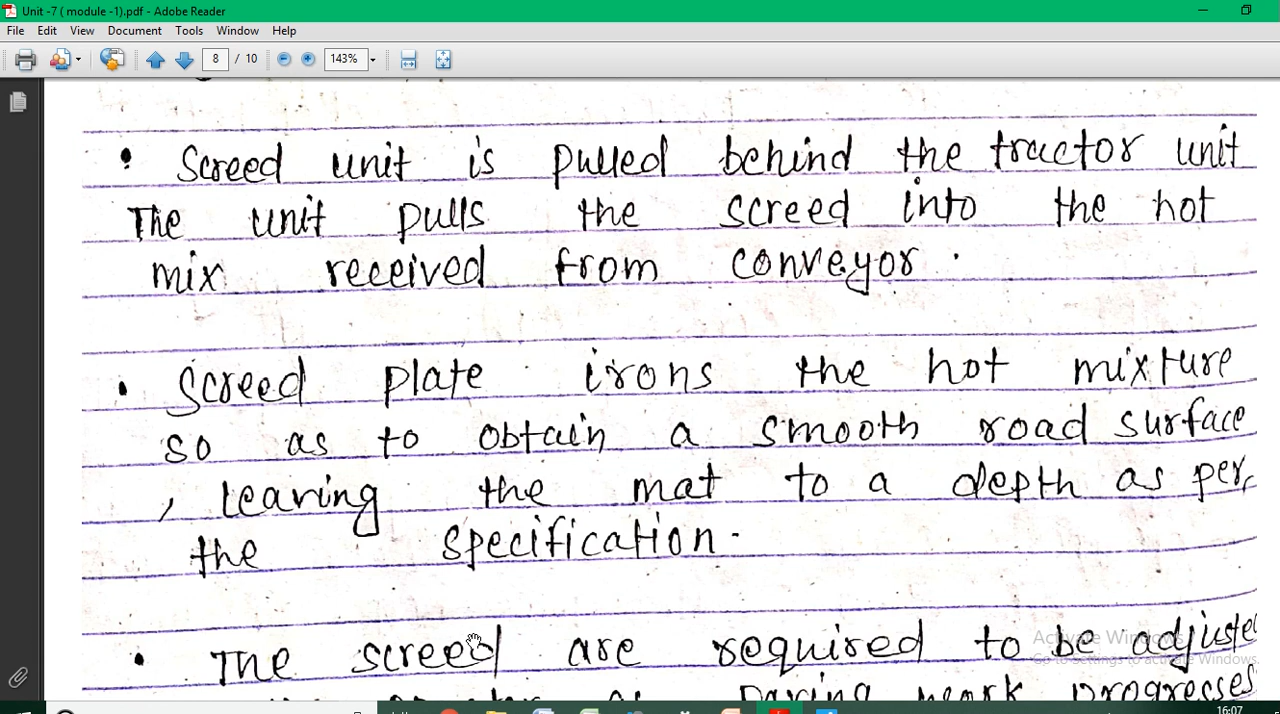 Unit -7 ( module -1).pdf - Adobe Reader
File Edit View Document Tools Window Help
8 / 10 143%
• Screed unit is pulled behind the tractor unit
The unit pulls the screed into the hot
mix received from conveyor .
• Screed plate irons the hot mixture
so as to obtain a smooth road surface
, leaving the mat to a depth as per
the specification.
• The screed are required to be adjuste
Activate Windows
Go to Settings to activate Windows.
as paving work progresses
16:07